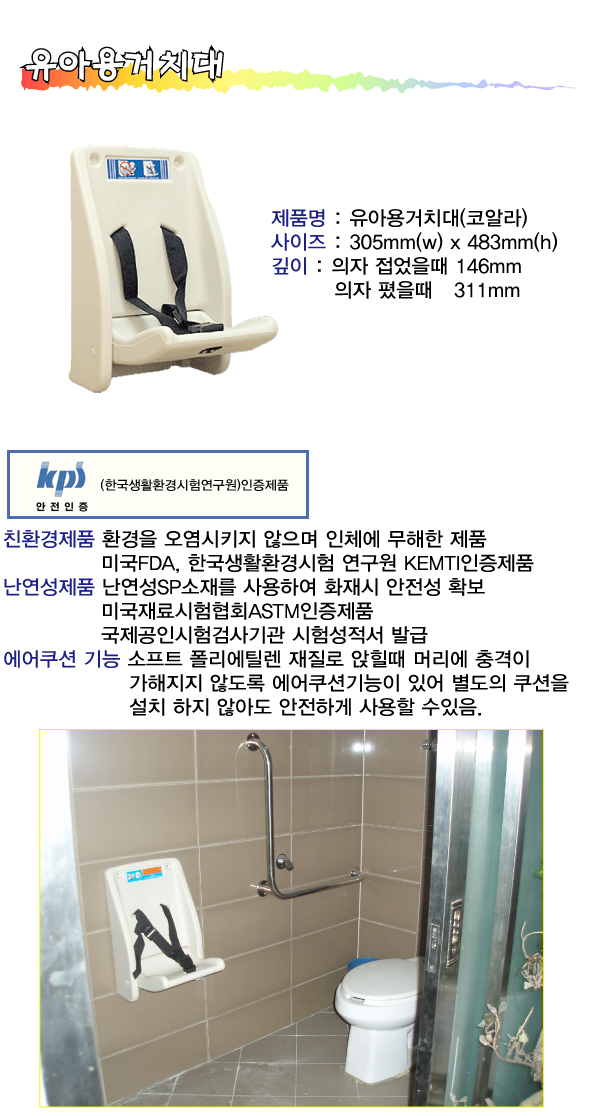 유아용거치대
제품명 : 유아용거치대(코알라)
사이즈 : 305mm(w) x 483mm(h)
깊이 : 의자 접었을때 146mm
의자 폈을때 311mm
kps
안전인증
(한국생활환경시험연구원)인증제품
친환경제품 환경을 오염시키지 않으며 인체에 무해한 제품
미국FDA, 한국생활환경시험 연구원 KEMTI인증제품
난연성제품 난연성SP소재를 사용하여 화재시 안전성 확보
미국재료시험협회ASTM인증제품
국제공인시험검사기관 시험성적서 발급
에어쿠션 기능 소프트 폴리에틸렌 재질로 앉힐때 머리에 충격이
가해지지 않도록 에어쿠션기능이 있어 별도의 쿠션을
설치 하지 않아도 안전하게 사용할 수있음.